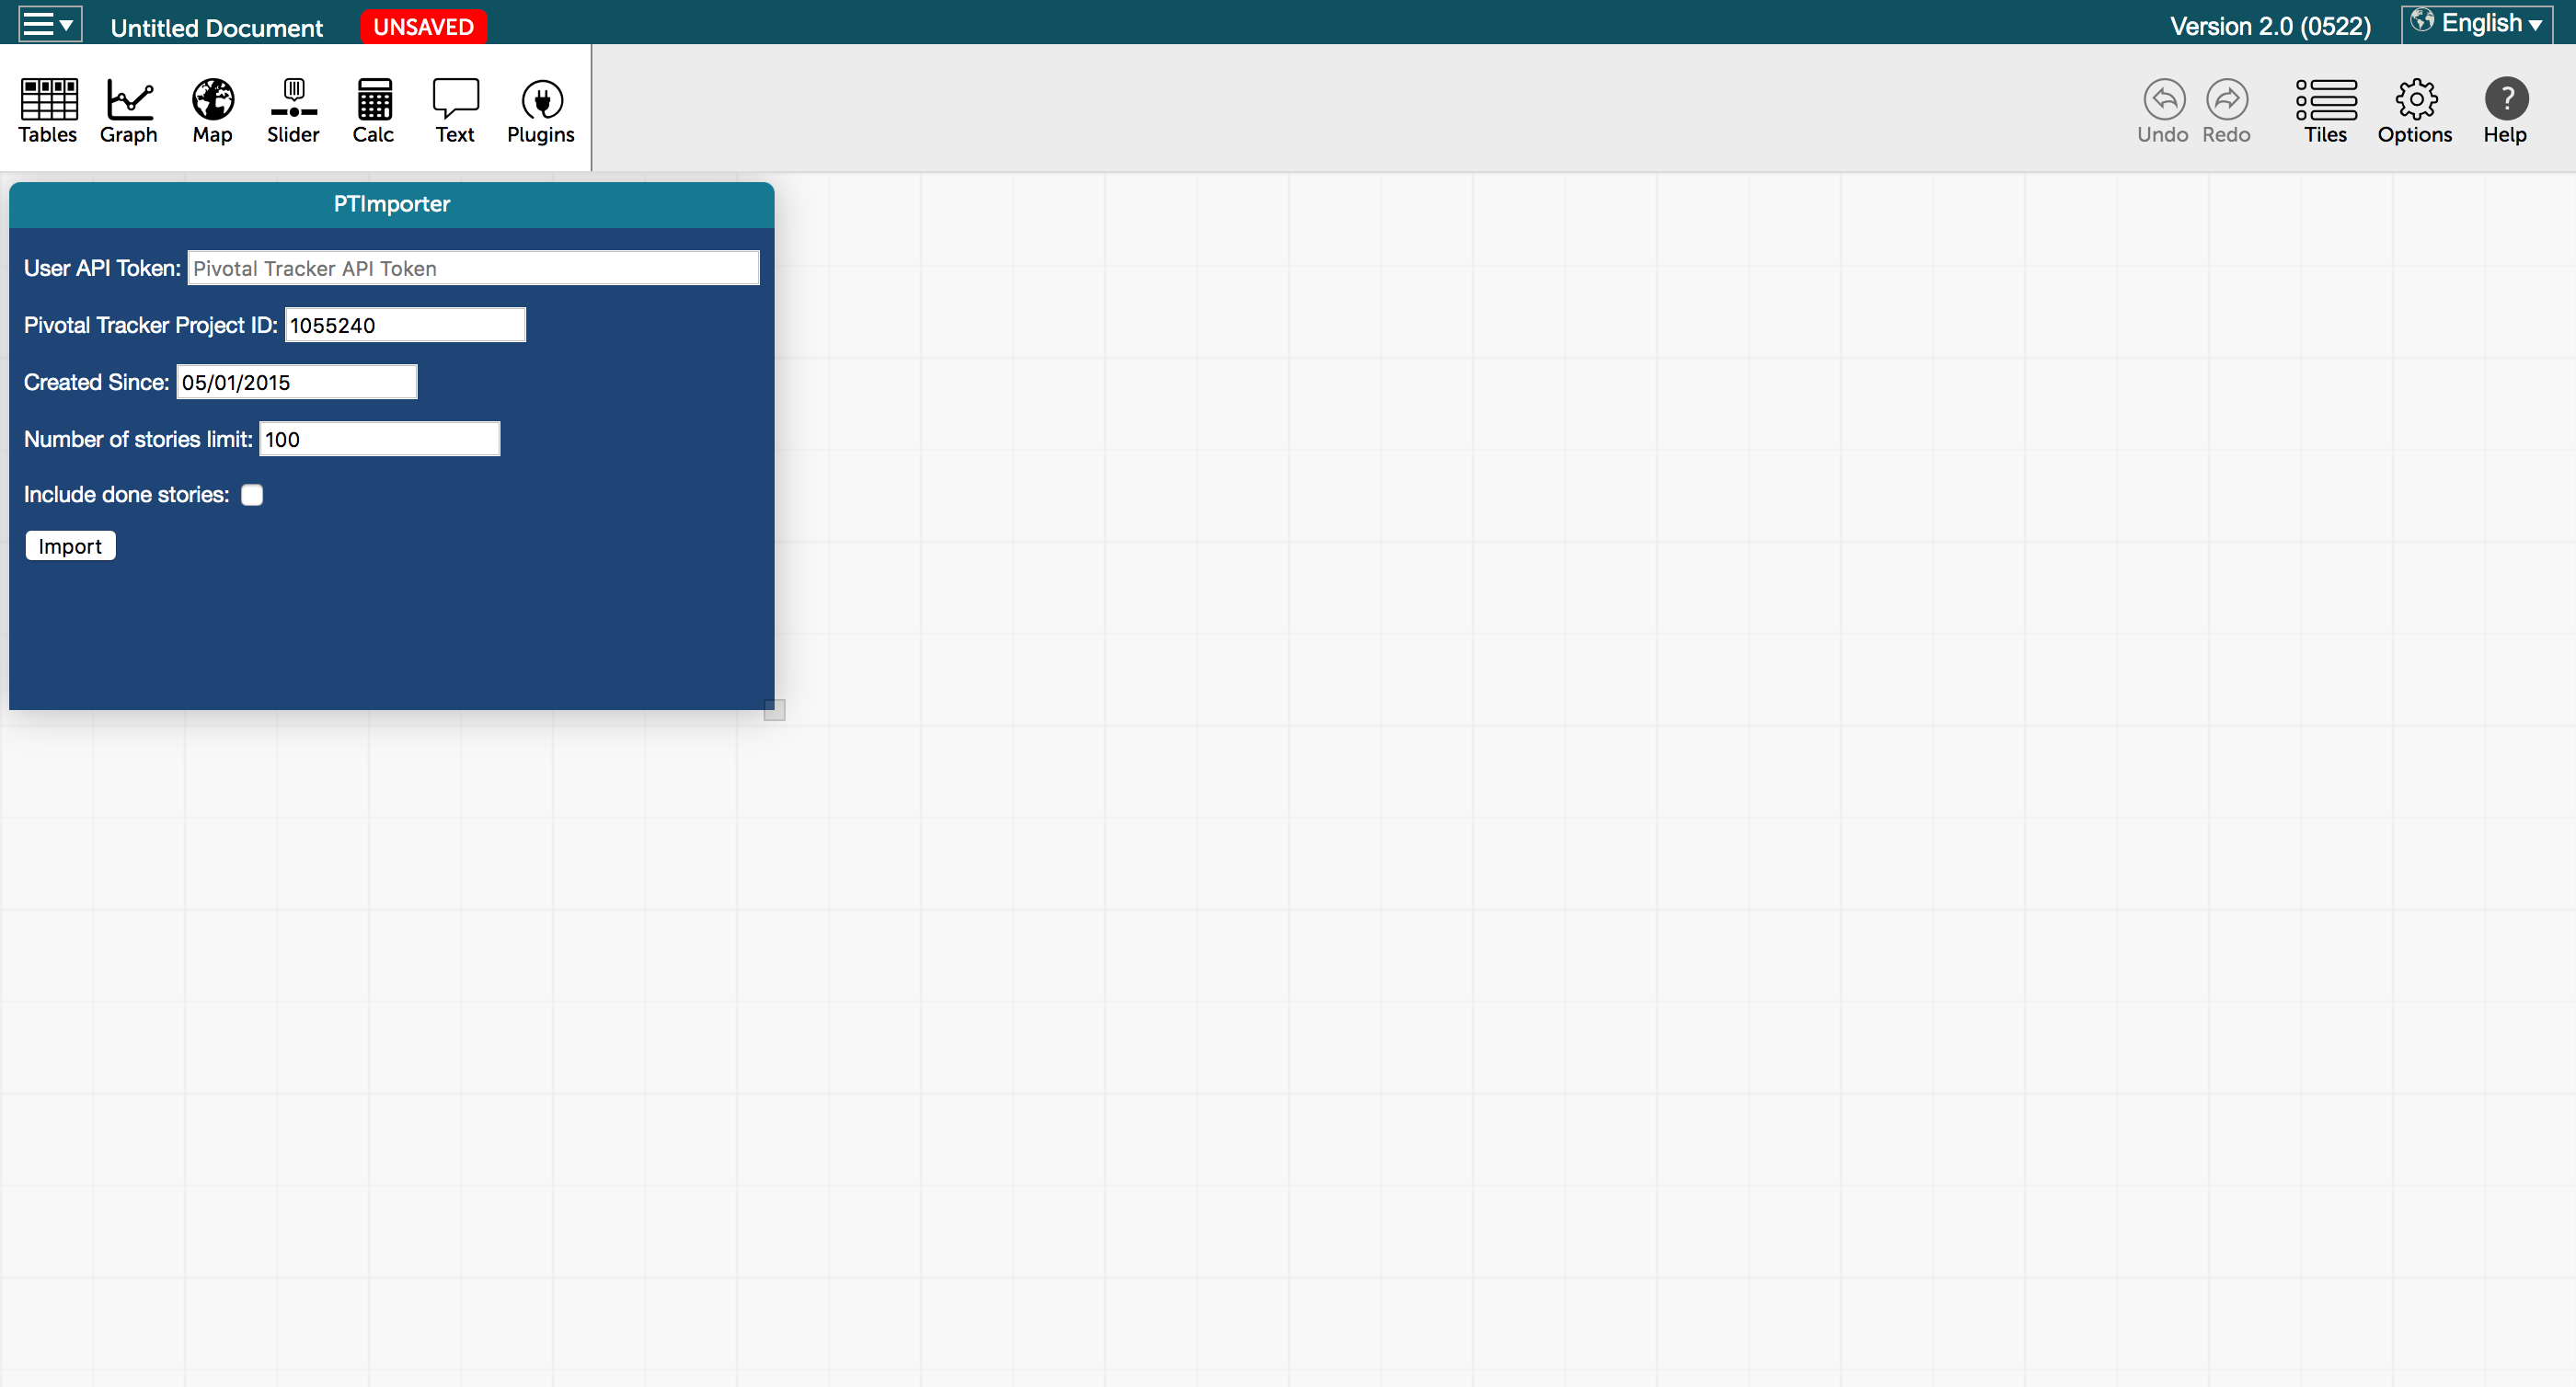 Untitled Document UNSAVED Version 2.0 (0522) English
Tables Graph Map Slider Calc Text Plugins Undo Redo Tiles Options ? Help
PTImporter
User API Token: Pivotal Tracker API Token
Pivotal Tracker Project ID: 1055240
Created Since: 05/01/2015
Number of stories limit: 100
Include done stories:
Import